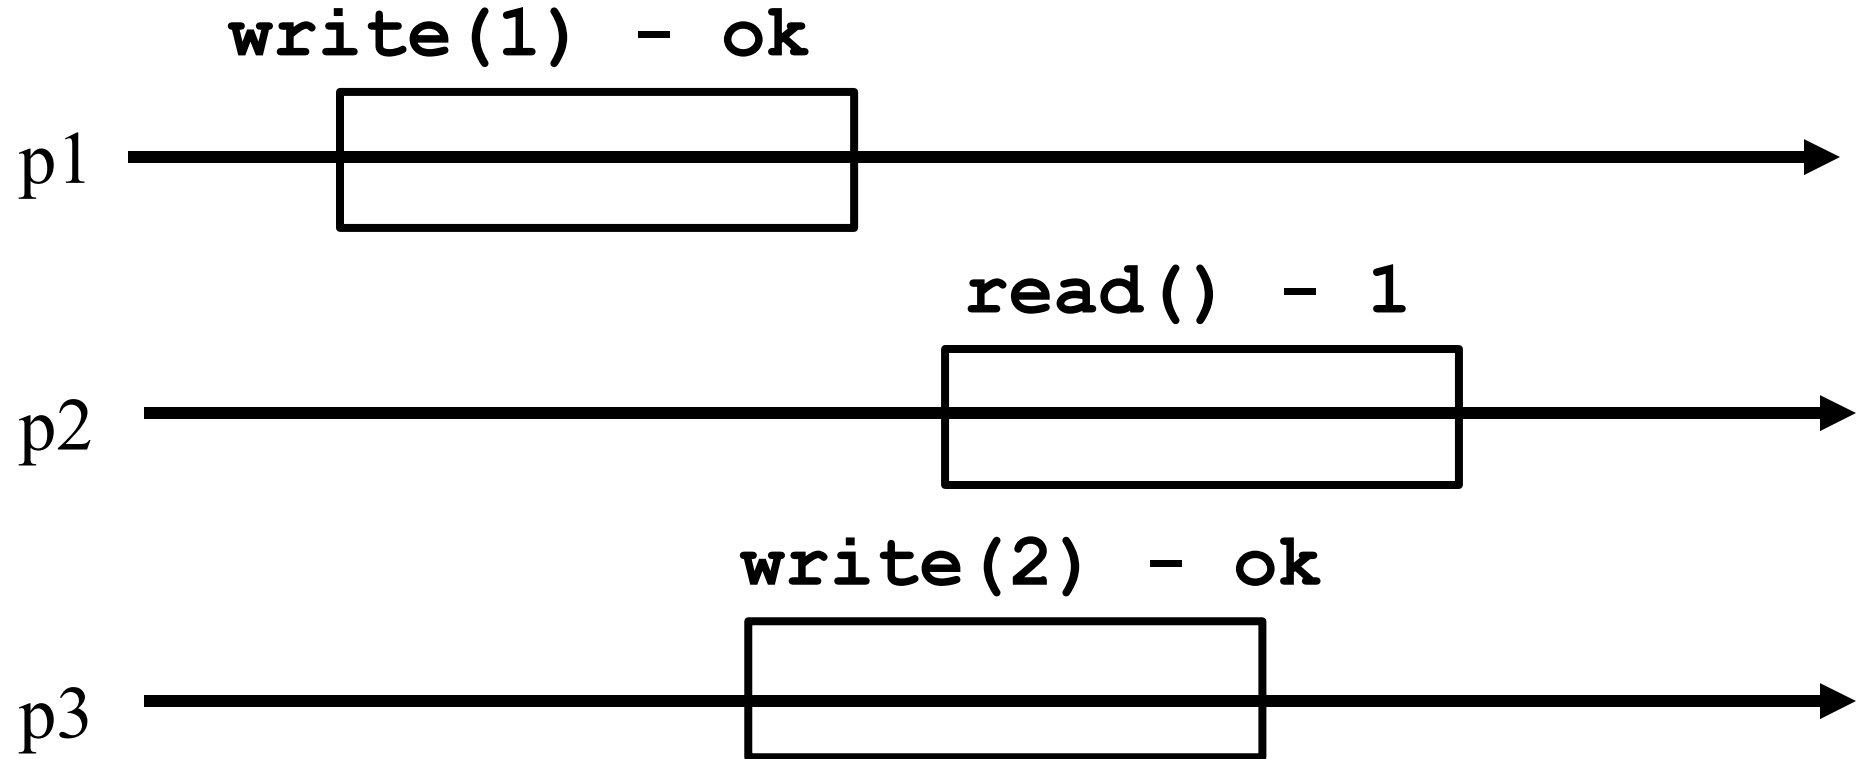 write(1) - ok
p1
read() - 1
p2
write(2) - ok
p3